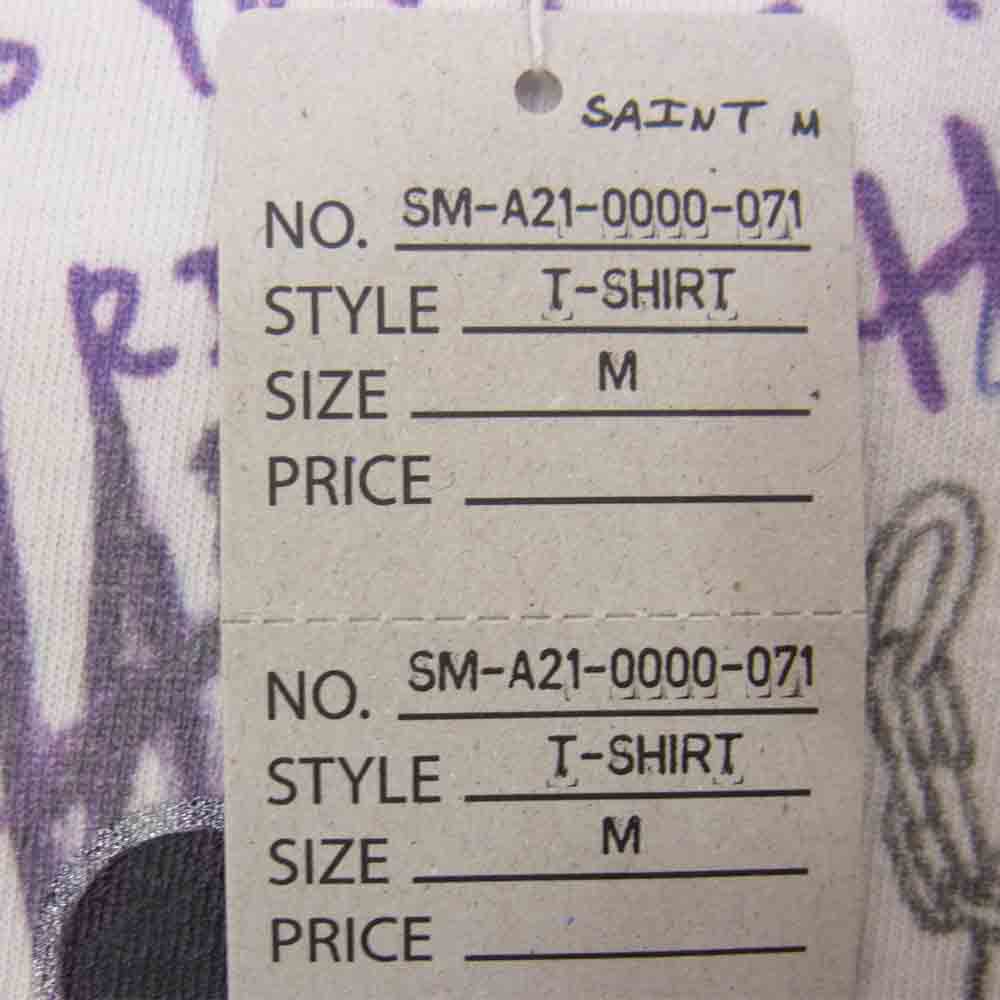 SAINT M
NO. SM-A21-0000-071
STYLE T-SHIRT
SIZE M
PRICE
NO. SM-A21-0000-071
STYLE T-SHIRT
SIZE M
PRICE